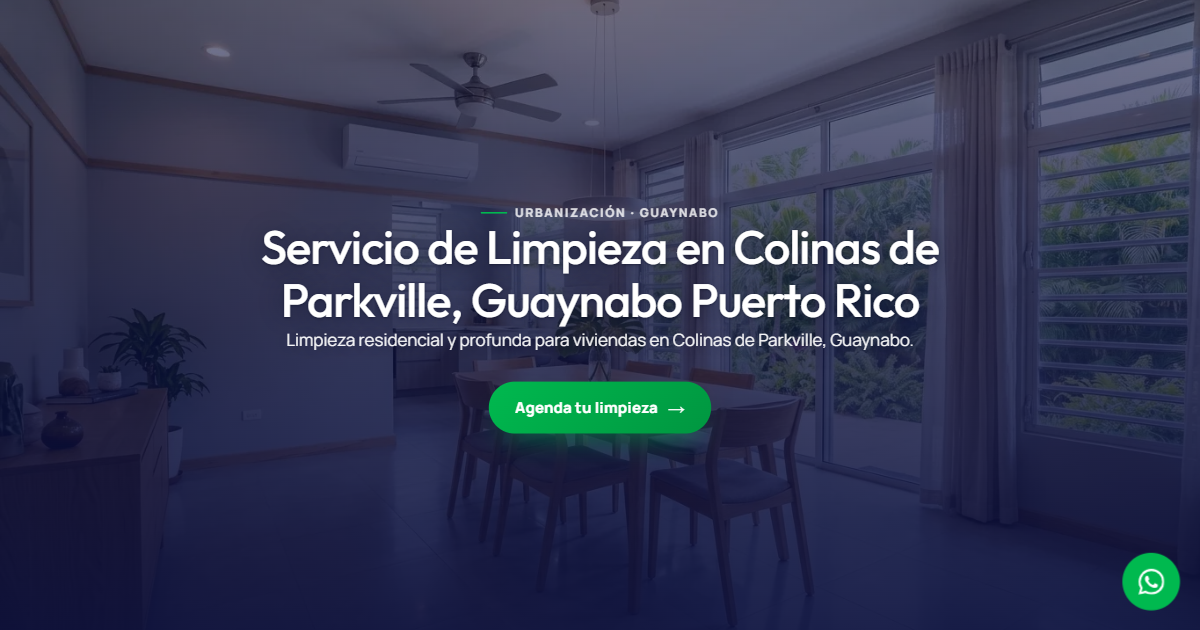 URBANIZACIÓN · GUAYNABO
Servicio de Limpieza en Colinas de
Parkville, Guaynabo Puerto Rico
Limpieza residencial y profunda para viviendas en Colinas de Parkville, Guaynabo.
Agenda tu limpieza →